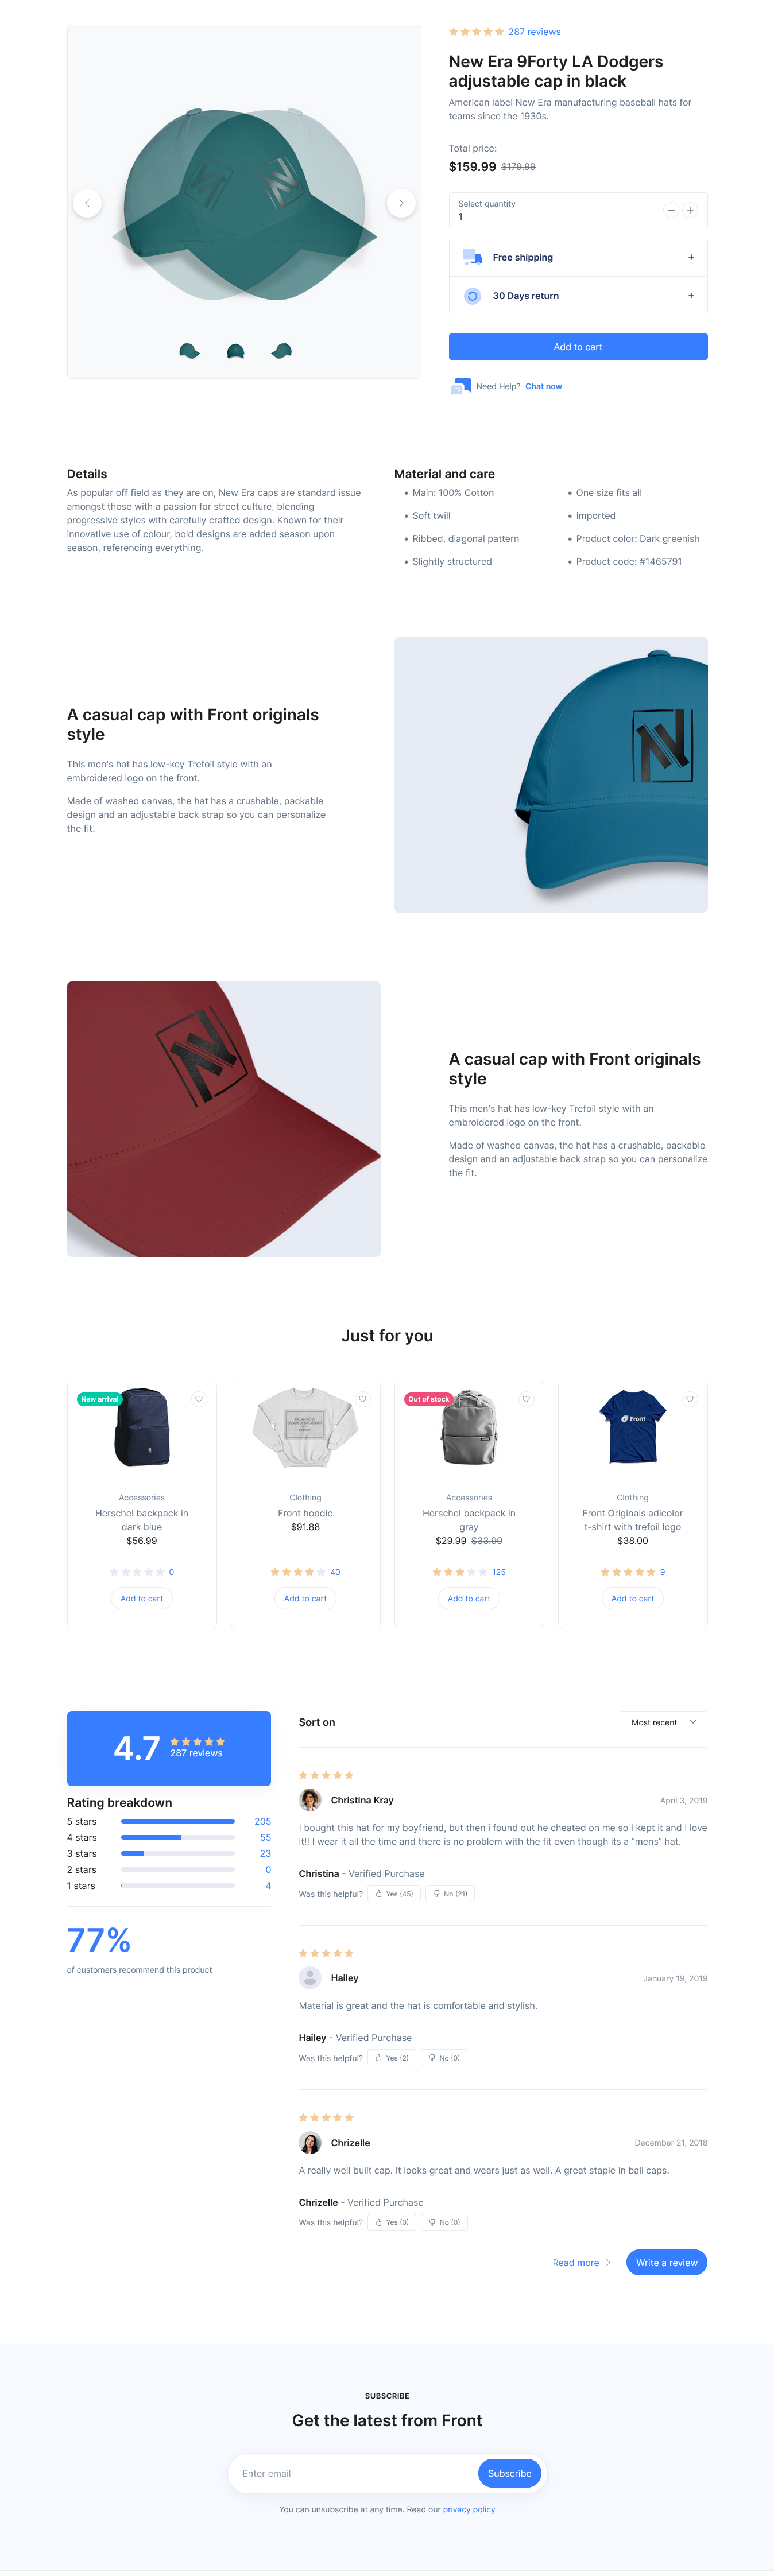 287 reviews
New Era 9Forty LA Dodgers
adjustable cap in black
American label New Era manufacturing baseball hats for
teams since the 1930s.
Total price:
$159.99 $179.99
Select quantity
1
Free shipping
30 Days return
Add to cart
Need Help? Chat now
Details
As popular off field as they are on, New Era caps are standard issue
amongst those with a passion for street culture, blending
progressive styles with carefully crafted design. Known for their
innovative use of colour, bold designs are added season upon
season, referencing everything.
Material and care
Main: 100% Cotton
Soft twill
Ribbed, diagonal pattern
Slightly structured
One size fits all
Imported
Product color: Dark greenish
Product code: #1465791
A casual cap with Front originals
style
This men's hat has low-key Trefoil style with an
embroidered logo on the front.
Made of washed canvas, the hat has a crushable, packable
design and an adjustable back strap so you can personalize
the fit.
A casual cap with Front originals
style
This men's hat has low-key Trefoil style with an
embroidered logo on the front.
Made of washed canvas, the hat has a crushable, packable
design and an adjustable back strap so you can personalize
the fit.
Just for you
New arrival
Accessories
Herschel backpack in
dark blue
$56.99
0
Add to cart
Clothing
Front hoodie
$91.88
40
Add to cart
Out of stock
Accessories
Herschel backpack in
gray
$29.99 $33.99
125
Add to cart
Front
Clothing
Front Originals adicolor
t-shirt with trefoil logo
$38.00
9
Add to cart
4.7
287 reviews
Rating breakdown
5 stars 205
4 stars 55
3 stars 23
2 stars 0
1 stars 4
77%
of customers recommend this product
Sort on
Most recent
Christina Kray
April 3, 2019
I bought this hat for my boyfriend, but then i found out he cheated on me so I kept it and I love
it!! I wear it all the time and there is no problem with the fit even though its a “mens” hat.
Christina - Verified Purchase
Was this helpful? Yes (45) No (21)
Hailey
January 19, 2019
Material is great and the hat is comfortable and stylish.
Hailey - Verified Purchase
Was this helpful? Yes (2) No (0)
Chrizelle
December 21, 2018
A really well built cap. It looks great and wears just as well. A great staple in ball caps.
Chrizelle - Verified Purchase
Was this helpful? Yes (0) No (0)
Read more
Write a review
SUBSCRIBE
Get the latest from Front
Enter email
Subscribe
You can unsubscribe at any time. Read our privacy policy